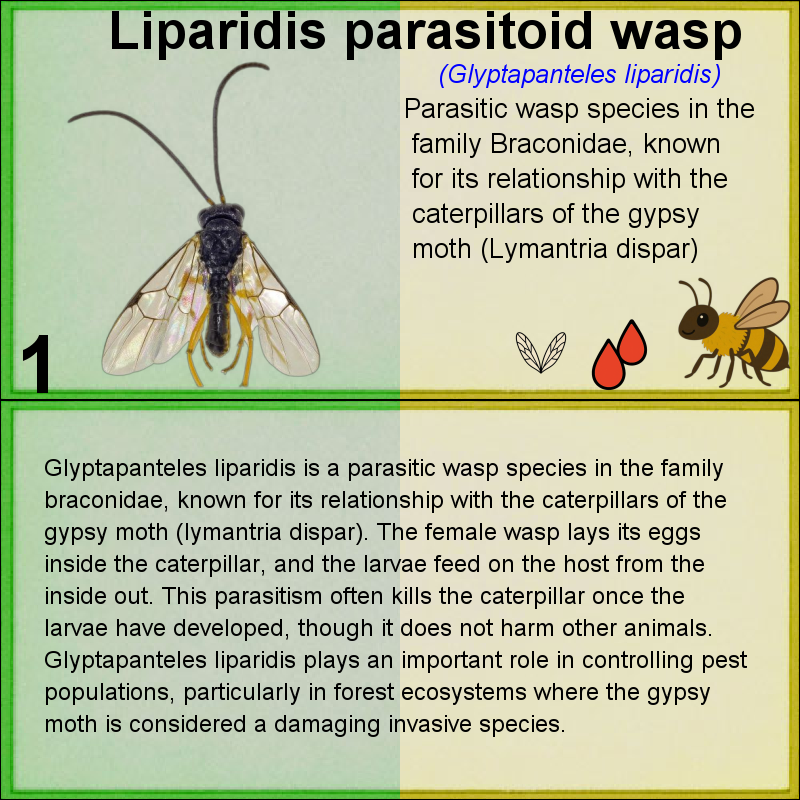 Liparidis parasitoid wasp
(Glyptapanteles liparidis)
Parasitic wasp species in the
family Braconidae, known
for its relationship with the
caterpillars of the gypsy
moth (Lymantria dispar)
1
Glyptapanteles liparidis is a parasitic wasp species in the family
braconidae, known for its relationship with the caterpillars of the
gypsy moth (lymantria dispar). The female wasp lays its eggs
inside the caterpillar, and the larvae feed on the host from the
inside out. This parasitism often kills the caterpillar once the
larvae have developed, though it does not harm other animals.
Glyptapanteles liparidis plays an important role in controlling pest
populations, particularly in forest ecosystems where the gypsy
moth is considered a damaging invasive species.